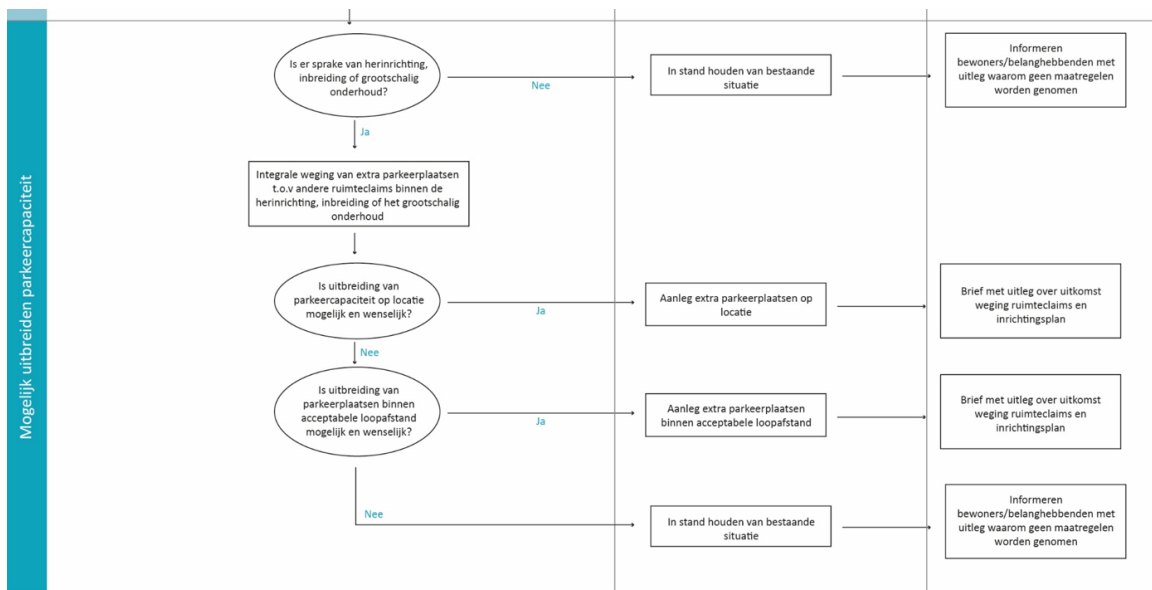 Mogelijk uitbreiden parkeercapaciteit
Is er sprake van herinrichting,
inbreiding of grootschalig
onderhoud?
Nee
In stand houden van bestaande
situatie
Informeren
bewoners/belanghebbenden met
uitleg waarom geen maatregelen
worden genomen
Ja
Integrale weging van extra parkeerplaatsen
t.o.v andere ruimteclaims binnen de
herinrichting, inbreiding of het grootschalig
onderhoud
Is uitbreiding van
parkeercapaciteit op locatie
mogelijk en wenselijk?
Ja
Aanleg extra parkeerplaatsen op
locatie
Brief met uitleg over uitkomst
weging ruimteclaims en
inrichtingsplan
Nee
Is uitbreiding van
parkeerplaatsen binnen
acceptabele loopafstand
mogelijk en wenselijk?
Ja
Aanleg extra parkeerplaatsen
binnen acceptabele loopafstand
Brief met uitleg over uitkomst
weging ruimteclaims en
inrichtingsplan
Nee
In stand houden van bestaande
situatie
Informeren
bewoners/belanghebbenden met
uitleg waarom geen maatregelen
worden genomen